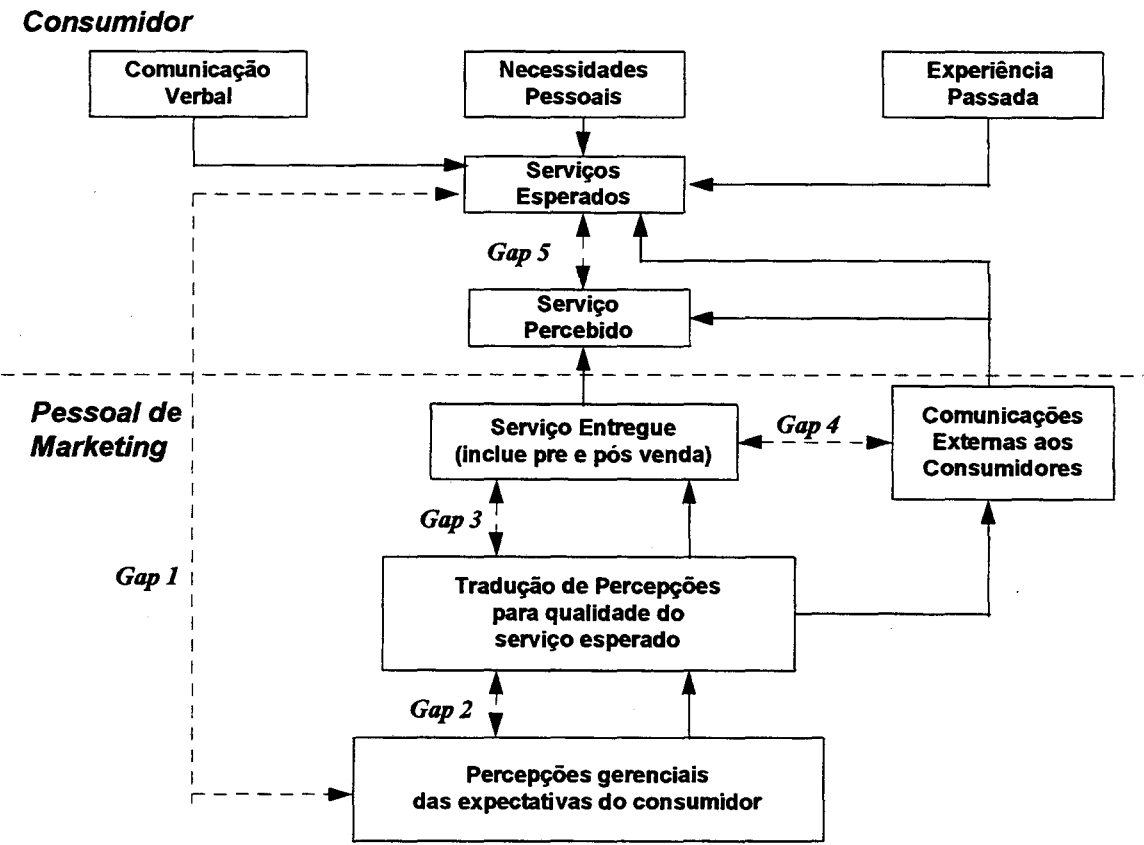 Consumidor
Comunicação
Verbal
Necessidades
Pessoais
Experiência
Passada
Serviços
Esperados
Gap 5
Serviço
Percebido
Pessoal de
Marketing
Serviço Entregue
(inclue pre e pós venda)
Gap 4
Comunicações
Externas aos
Consumidores
Gap 3
Gap 1
Tradução de Percepções
para qualidade do
serviço esperado
Gap 2
Percepções gerenciais
das expectativas do consumidor